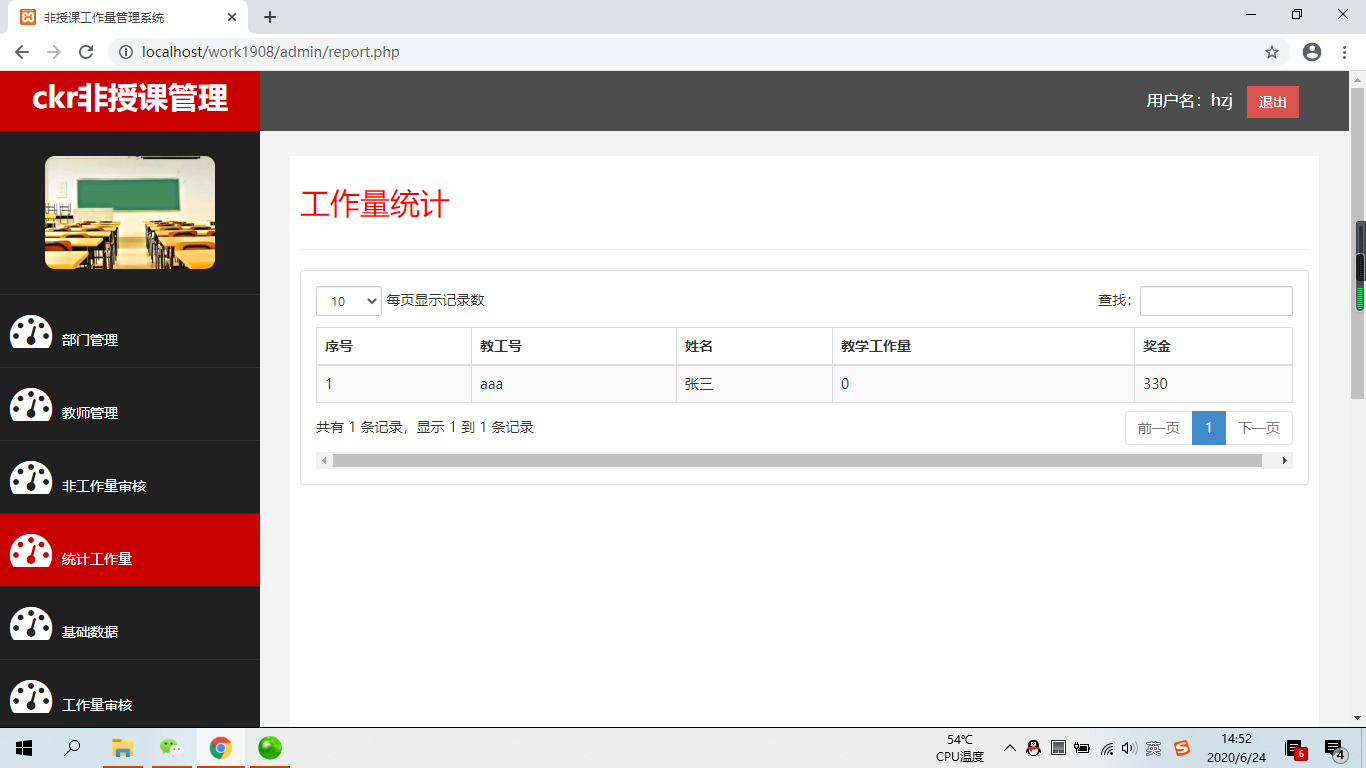 非授课工作量管理系统
localhost/work1908/admin/report.php
ckr非授课管理
用户名：hzj 退出
部门管理
教师管理
非工作量审核
统计工作量
基础数据
工作量审核
工作量统计
10 每页显示记录数 查找：
序号 教工号 姓名 教学工作量 奖金
1 aaa 张三 0 330
共有 1 条记录，显示 1 到 1 条记录 前一页 1 下一页
54℃
CPU温度
英
14:52
2020/6/24
6
4